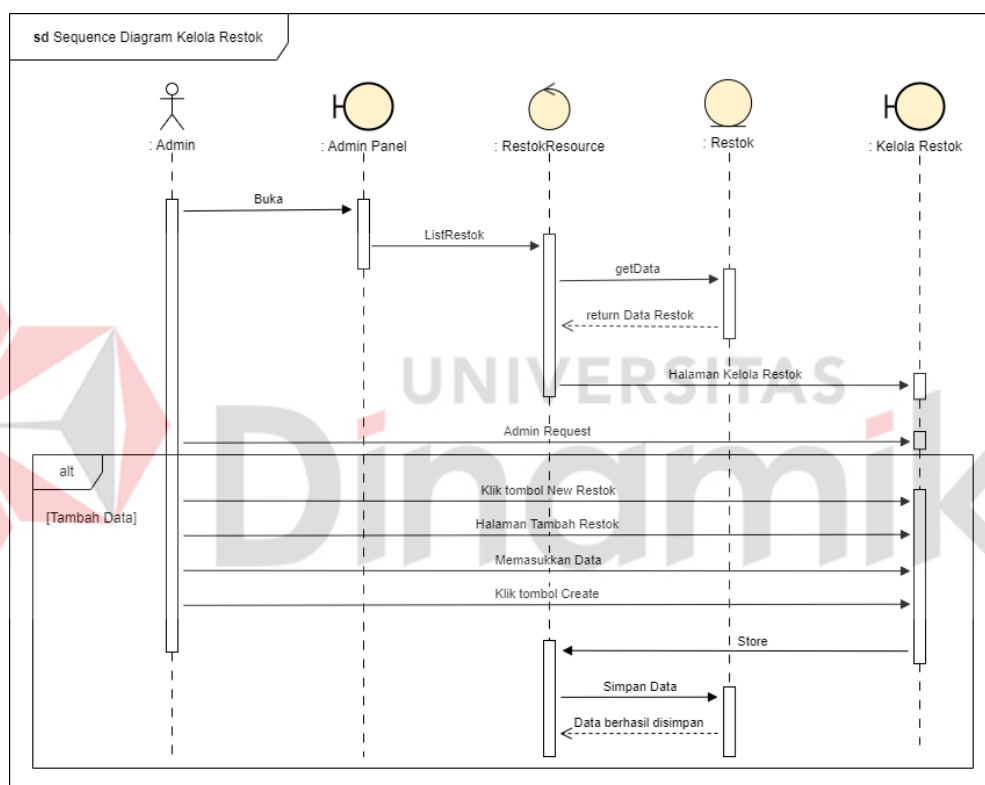 sd Sequence Diagram Kelola Restok
: Admin
: Admin Panel
: RestokResource
: Restok
: Kelola Restok
Buka
ListRestok
getData
return Data Restok
Halaman Kelola Restok
UNIVERSITAS
Dinamik
Admin Request
alt
[Tambah Data]
Klik tombol New Restok
Halaman Tambah Restok
Memasukkan Data
Klik tombol Create
Store
Simpan Data
Data berhasil disimpan